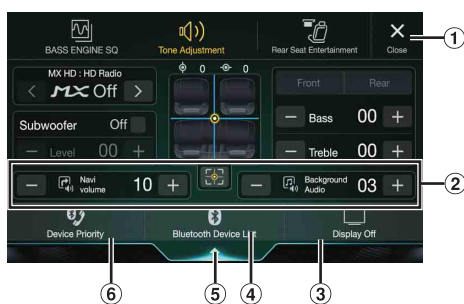 BASS ENGINE SQ
Tone Adjustment
Rear Seat Entertainment
Close
①
MX HD : HD Radio
MX Off
0 0
Front Rear
Bass 00
Subwoofer Off
Level 00
Treble 00
Navi volume 10
Background Audio 03
②
Device Priority
Bluetooth Device List
Display Off
⑥ ⑤ ④ ③